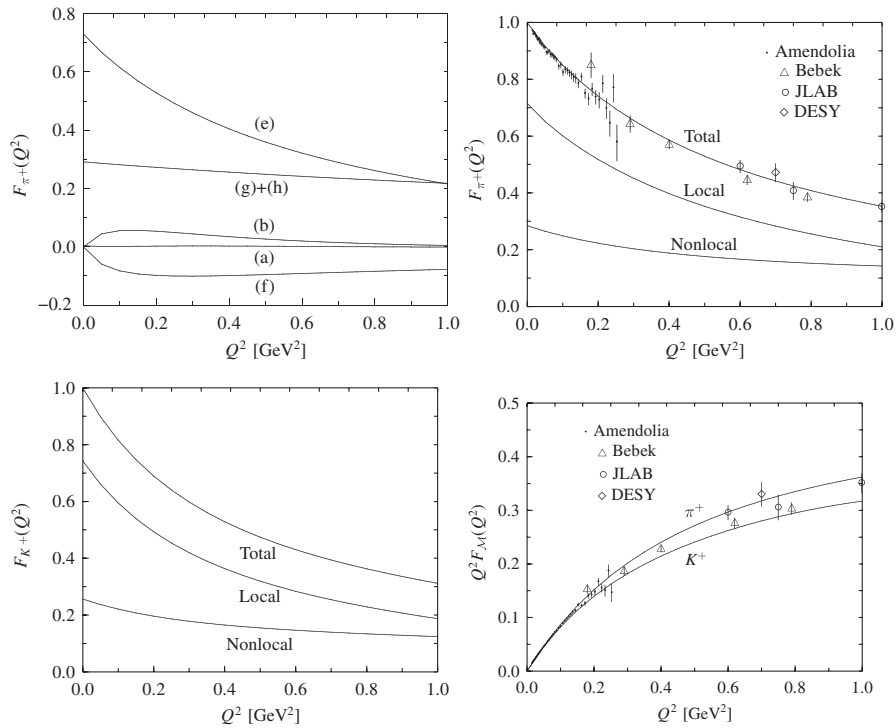 0.8
0.6
0.4
0.2
0.0
−0.2
F_π+(Q²)
(e)
(g)+(h)
(b)
(a)
(f)
0.0 0.2 0.4 0.6 0.8 1.0
Q² [GeV²]
1.0
0.8
0.6
0.4
0.2
0.0
F_π+(Q²)
Amendolia
Bebek
JLAB
DESY
Total
Local
Nonlocal
0.0 0.2 0.4 0.6 0.8 1.0
Q² [GeV²]
1.0
0.8
0.6
0.4
0.2
0.0
F_K+(Q²)
Total
Local
Nonlocal
0.0 0.2 0.4 0.6 0.8 1.0
Q² [GeV²]
0.5
0.4
0.3
0.2
0.1
0.0
Q²F_ℳ(Q²)
Amendolia
Bebek
JLAB
DESY
π⁺
K⁺
0.0 0.2 0.4 0.6 0.8 1.0
Q² [GeV²]